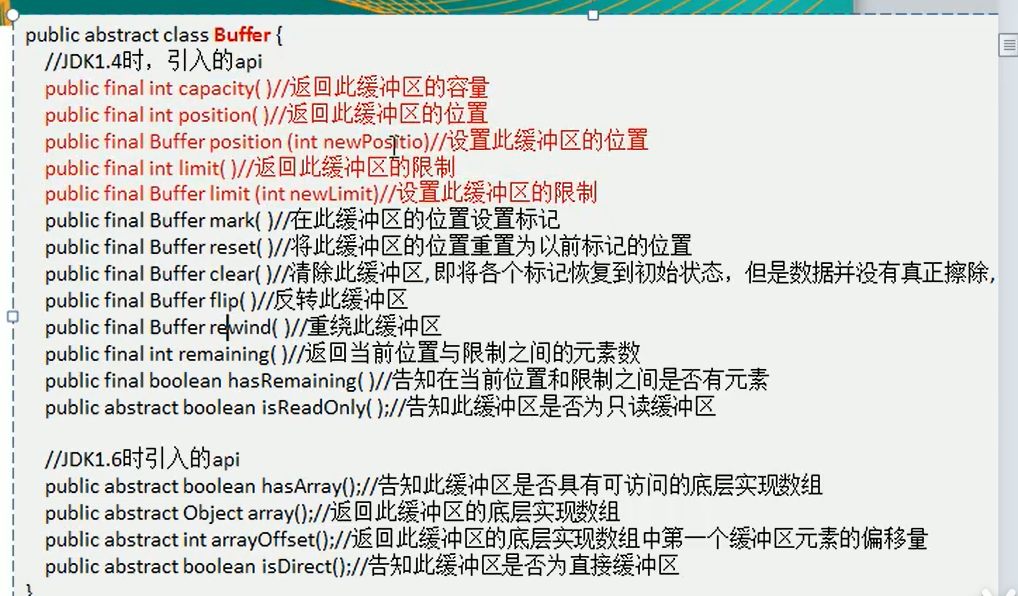 public abstract class Buffer {
//JDK1.4时，引入的api
public final int capacity( )//返回此缓冲区的容量
public final int position( )//返回此缓冲区的位置
public final Buffer position (int newPositio)//设置此缓冲区的位置
public final int limit( )//返回此缓冲区的限制
public final Buffer limit (int newLimit)//设置此缓冲区的限制
public final Buffer mark( )//在此缓冲区的位置设置标记
public final Buffer reset( )//将此缓冲区的位置重置为以前标记的位置
public final Buffer clear( )//清除此缓冲区, 即将各个标记恢复到初始状态，但是数据并没有真正擦除,
public final Buffer flip( )//反转此缓冲区
public final Buffer rewind( )//重绕此缓冲区
public final int remaining( )//返回当前位置与限制之间的元素数
public final boolean hasRemaining( )//告知在当前位置和限制之间是否有元素
public abstract boolean isReadOnly( );//告知此缓冲区是否为只读缓冲区
//JDK1.6时引入的api
public abstract boolean hasArray();//告知此缓冲区是否具有可访问的底层实现数组
public abstract Object array();//返回此缓冲区的底层实现数组
public abstract int arrayOffset();//返回此缓冲区的底层实现数组中第一个缓冲区元素的偏移量
public abstract boolean isDirect();//告知此缓冲区是否为直接缓冲区
}